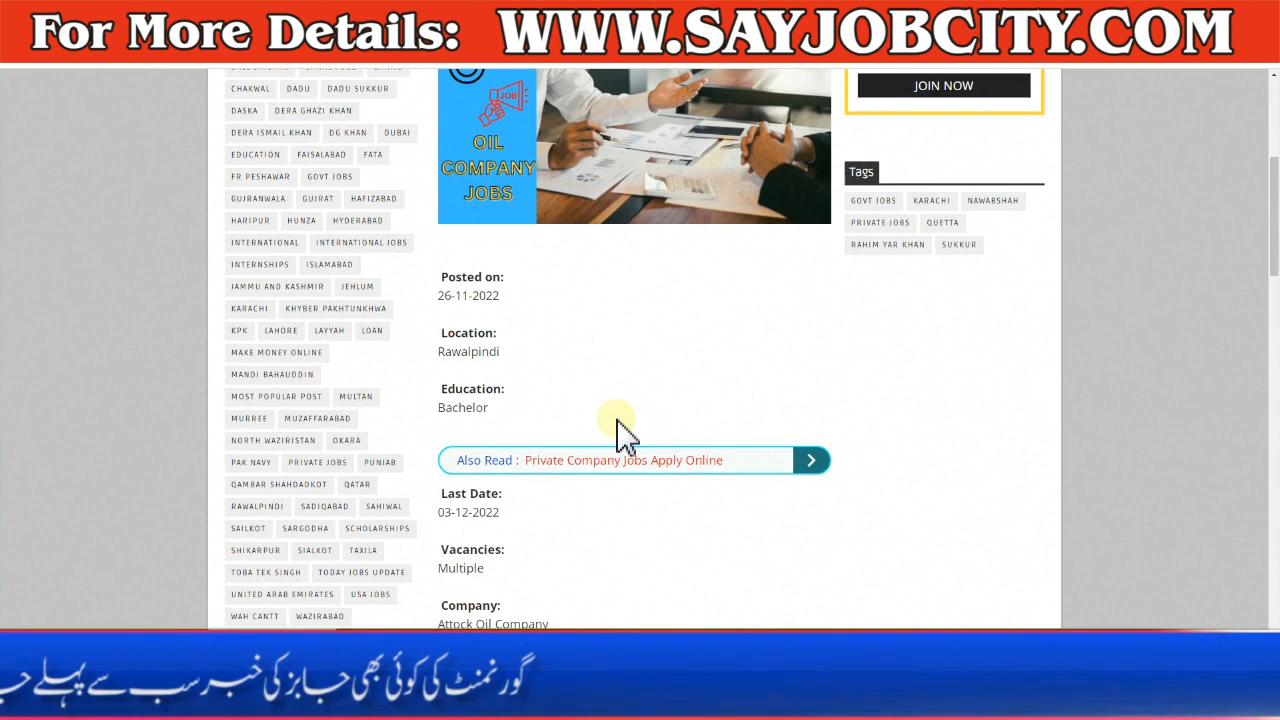 For More Details: WWW.SAYJOBCITY.COM
CHAKWAL DADU DADU SUKKUR
DASKA DERA GHAZI KHAN
DERA ISMAIL KHAN DG KHAN DUBAI
EDUCATION FAISALABAD FATA
FR PESHAWAR GOVT JOBS
GUJRANWALA GUJRAT HAFIZABAD
HARIPUR HUNZA HYDERABAD
INTERNATIONAL INTERNATIONAL JOBS
INTERNSHIPS ISLAMABAD
JAMMU AND KASHMIR JEHLUM
KARACHI KHYBER PAKHTUNKHWA
KPK LAHORE LAYYAH LOAN
MAKE MONEY ONLINE
MANDI BAHAUDDIN
MOST POPULAR POST MULTAN
MURREE MUZAFFARABAD
NORTH WAZIRISTAN OKARA
PAK NAVY PRIVATE JOBS PUNJAB
QAMBAR SHAHDADKOT QATAR
RAWALPINDI SADIQABAD SAHIWAL
SAILKOT SARGODHA SCHOLARSHIPS
SHIKARPUR SIALKOT TAXILA
TOBA TEK SINGH TODAY JOBS UPDATE
UNITED ARAB EMIRATES USA JOBS
WAH CANTT WAZIRABAD
JOB
OIL
COMPANY
JOBS
Posted on:
26-11-2022
Location:
Rawalpindi
Education:
Bachelor
Also Read : Private Company Jobs Apply Online
Last Date:
03-12-2022
Vacancies:
Multiple
Company:
Attock Oil Company
JOIN NOW
Tags
GOVT JOBS KARACHI NAWABSHAH
PRIVATE JOBS QUETTA
RAHIM YAR KHAN SUKKUR
گورنمنٹ کی کوئی بھی جابز کی خبر سب سے پہلے